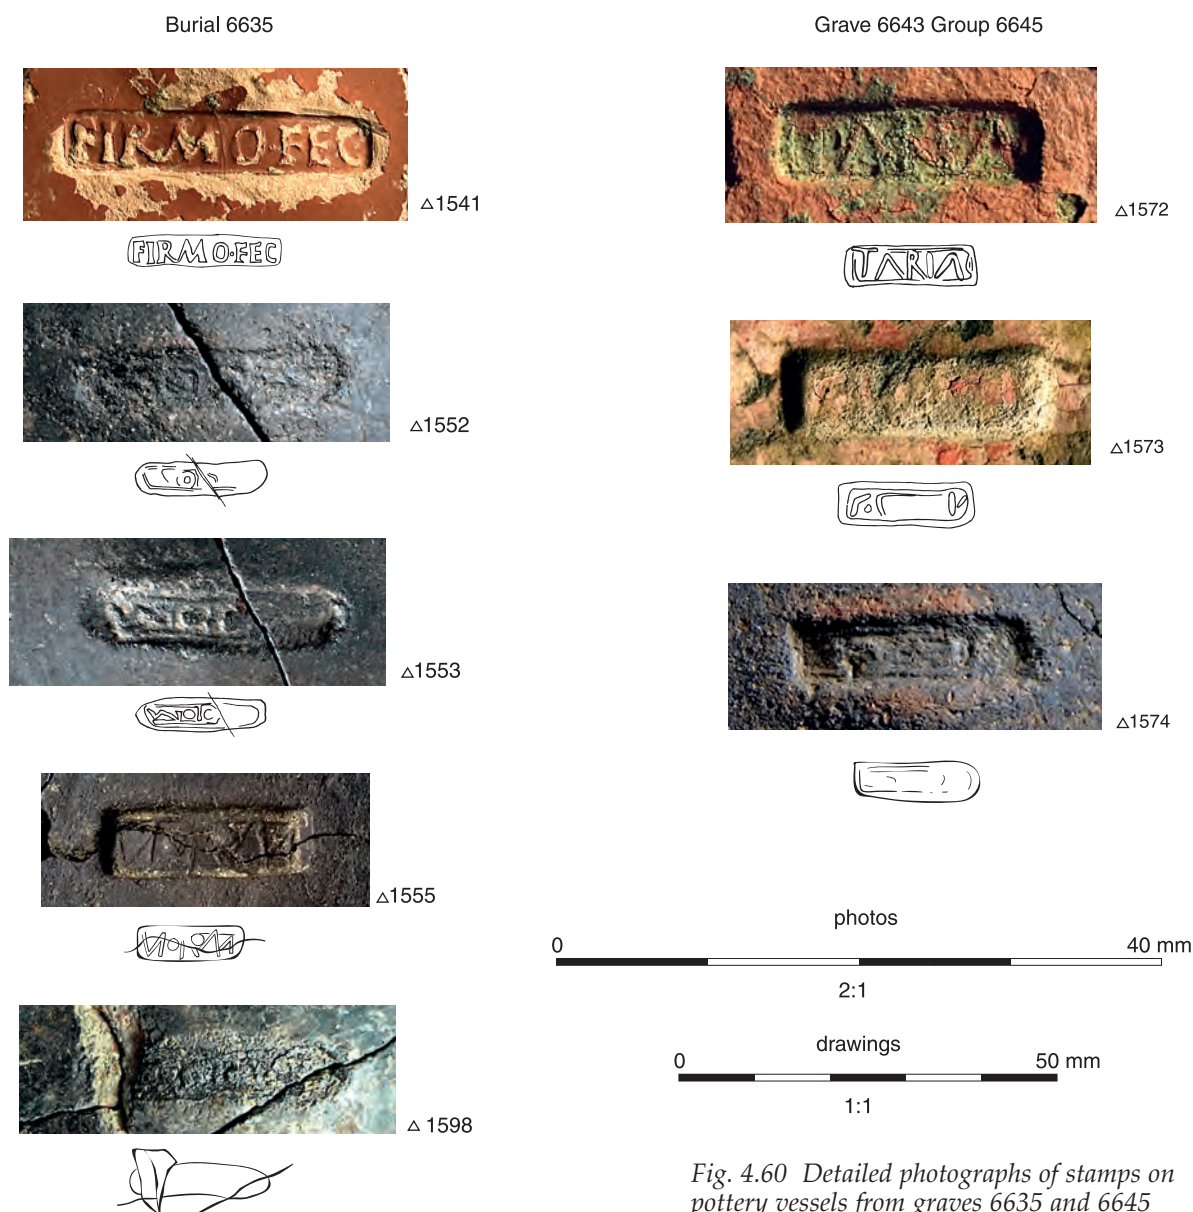 Burial 6635
FIRMO·FEC
△1541
FIRMO·FEC
△1552
△1553
△1555
△ 1598
Grave 6643 Group 6645
△1572
TARIA
△1573
△1574
photos
0 40 mm
2:1
drawings
0 50 mm
1:1
Fig. 4.60 Detailed photographs of stamps on
pottery vessels from graves 6635 and 6645